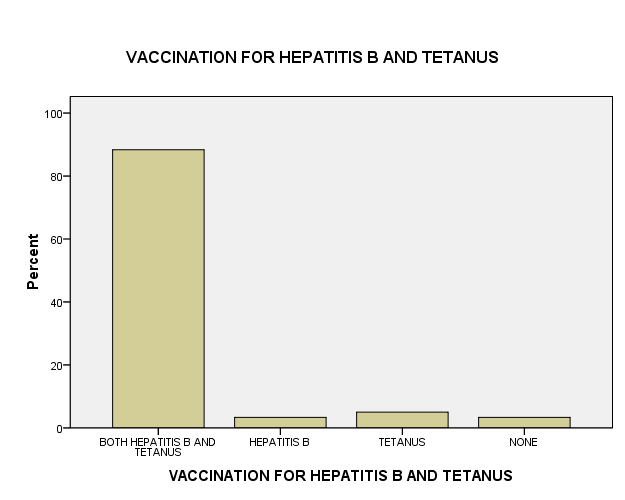 VACCINATION FOR HEPATITIS B AND TETANUS
Percent
100
80
60
40
20
0
BOTH HEPATITIS B AND
TETANUS
HEPATITIS B
TETANUS
NONE
VACCINATION FOR HEPATITIS B AND TETANUS